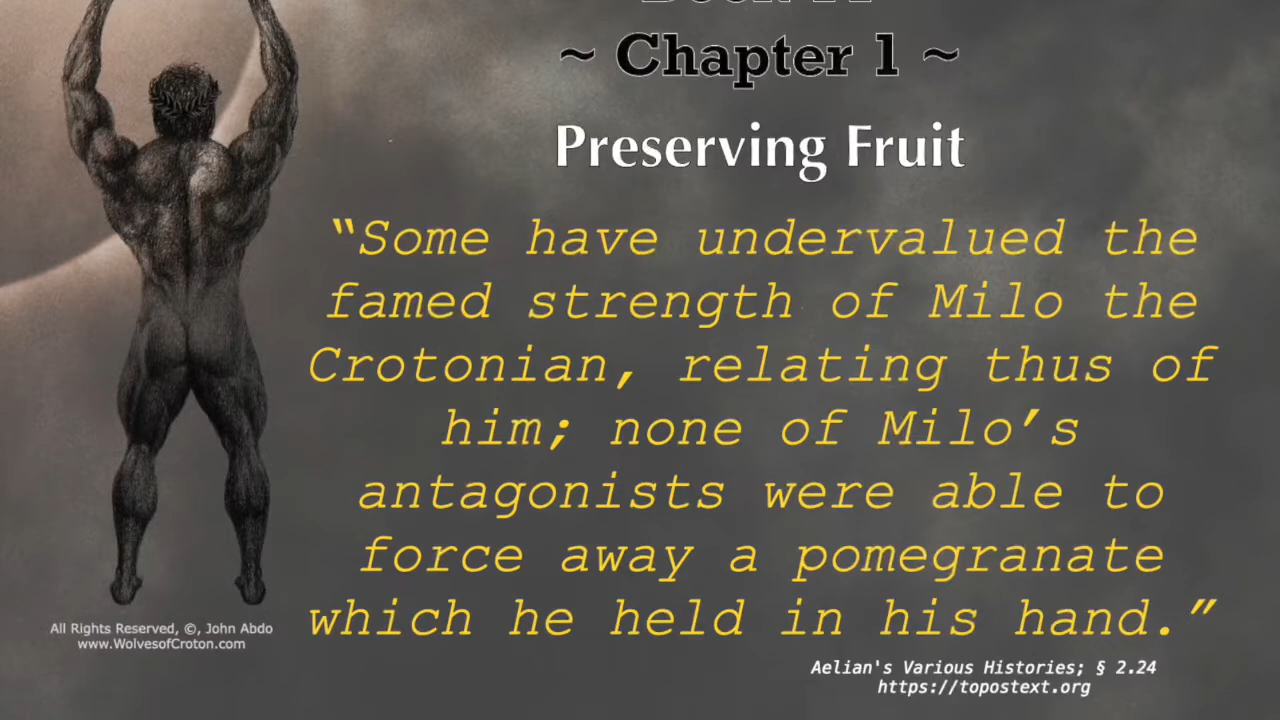 ~ Chapter 1 ~
Preserving Fruit
“Some have undervalued the
famed strength of Milo the
Crotonian, relating thus of
him; none of Milo’s
antagonists were able to
force away a pomegranate
which he held in his hand.”
All Rights Reserved, ©, John Abdo
www.WolvesofCroton.com
Aelian's Various Histories; § 2.24
https://topostext.org